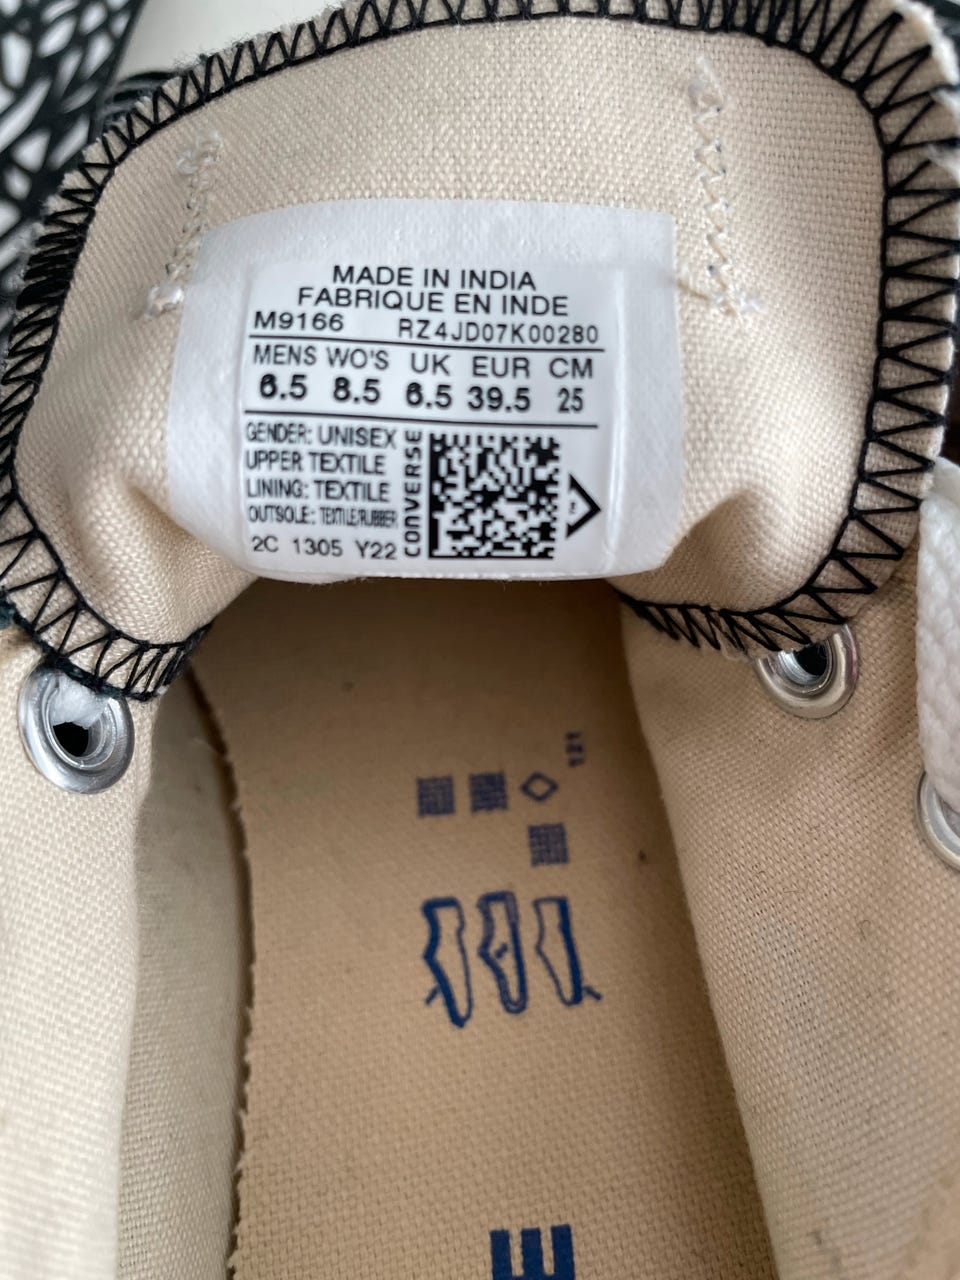 MADE IN INDIA
FABRIQUE EN INDE
M9166 RZ4JD07K00280
MENS WO'S UK EUR CM
6.5 8.5 6.5 39.5 25
GENDER: UNISEX
UPPER TEXTILE
LINING: TEXTILE
OUTSOLE: TEXTILE/RUBBER
2C 1305 Y22
CONVERSE
121
E